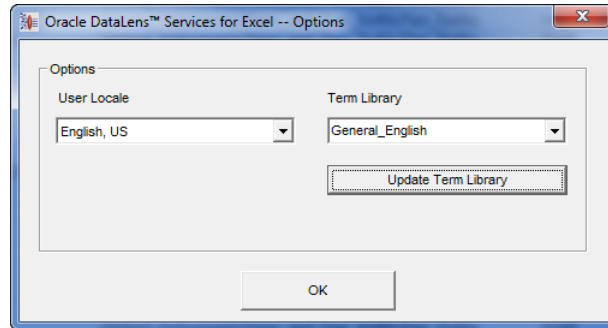 Oracle DataLens™ Services for Excel -- Options
Options
User Locale
Term Library
English, US
General_English
Update Term Library
OK